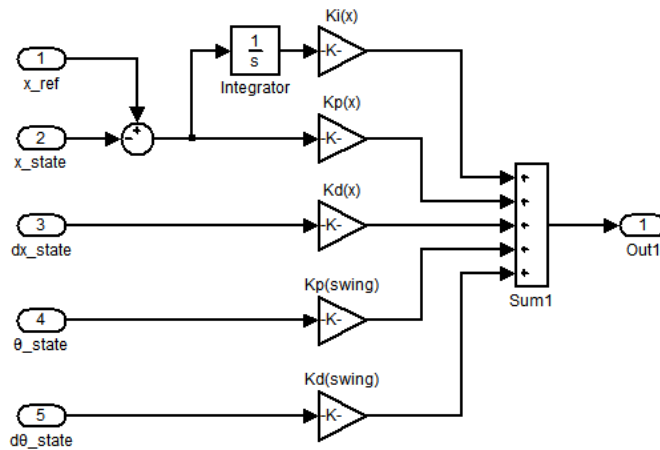 Ki(x)
1
x_ref
1
s
-K-
Integrator
Kp(x)
+
-
2
x_state
-K-
Kd(x)
3
dx_state
-K-
+
+
+
+
+
1
Out1
Sum1
Kp(swing)
4
θ_state
-K-
Kd(swing)
5
dθ_state
-K-